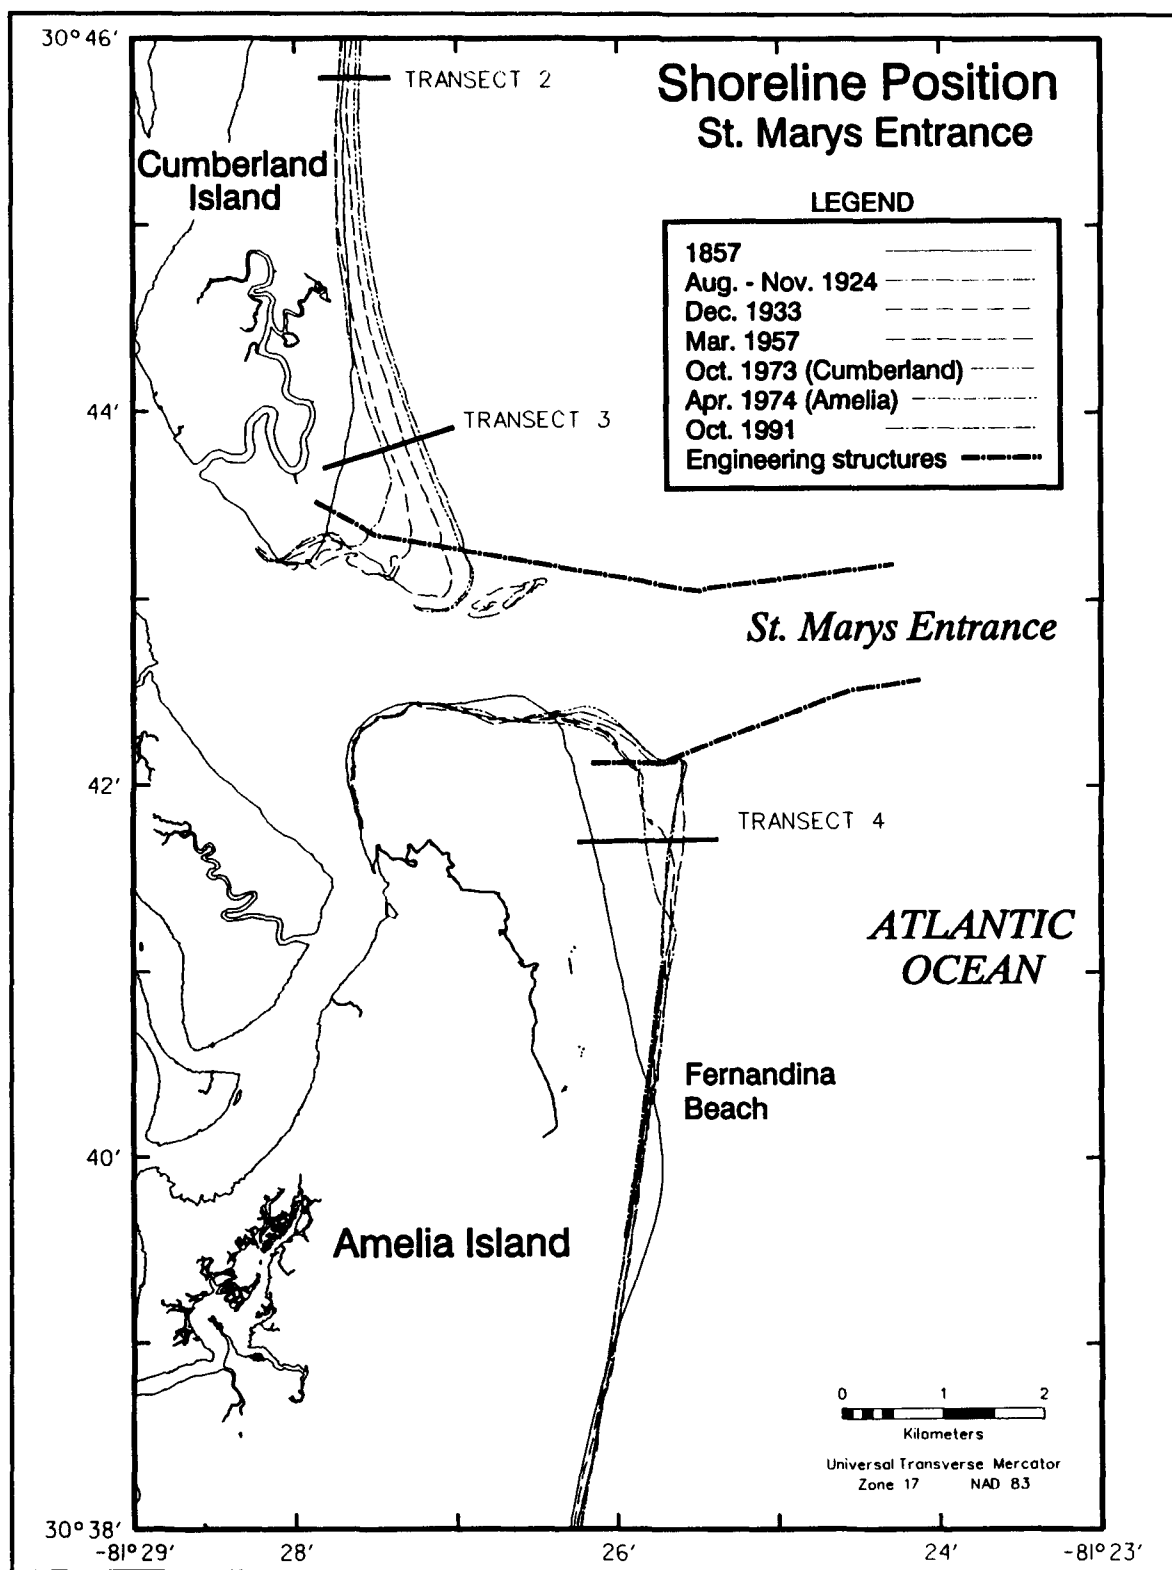 30°46′
TRANSECT 2
Shoreline Position
St. Marys Entrance
Cumberland
Island
LEGEND
1857
Aug. - Nov. 1924
Dec. 1933
Mar. 1957
Oct. 1973 (Cumberland)
Apr. 1974 (Amelia)
Oct. 1991
Engineering structures
44′
TRANSECT 3
St. Marys Entrance
42′
TRANSECT 4
ATLANTIC
OCEAN
Fernandina
Beach
40′
Amelia Island
0 1 2
Kilometers
Universal Transverse Mercator
Zone 17 NAD 83
30°38′
-81°29′ 28′ 26′ 24′ -81°23′